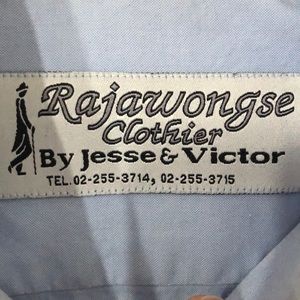 Rajawongse
Clothier
By Jesse & Victor
TEL.02-255-3714, 02-255-3715